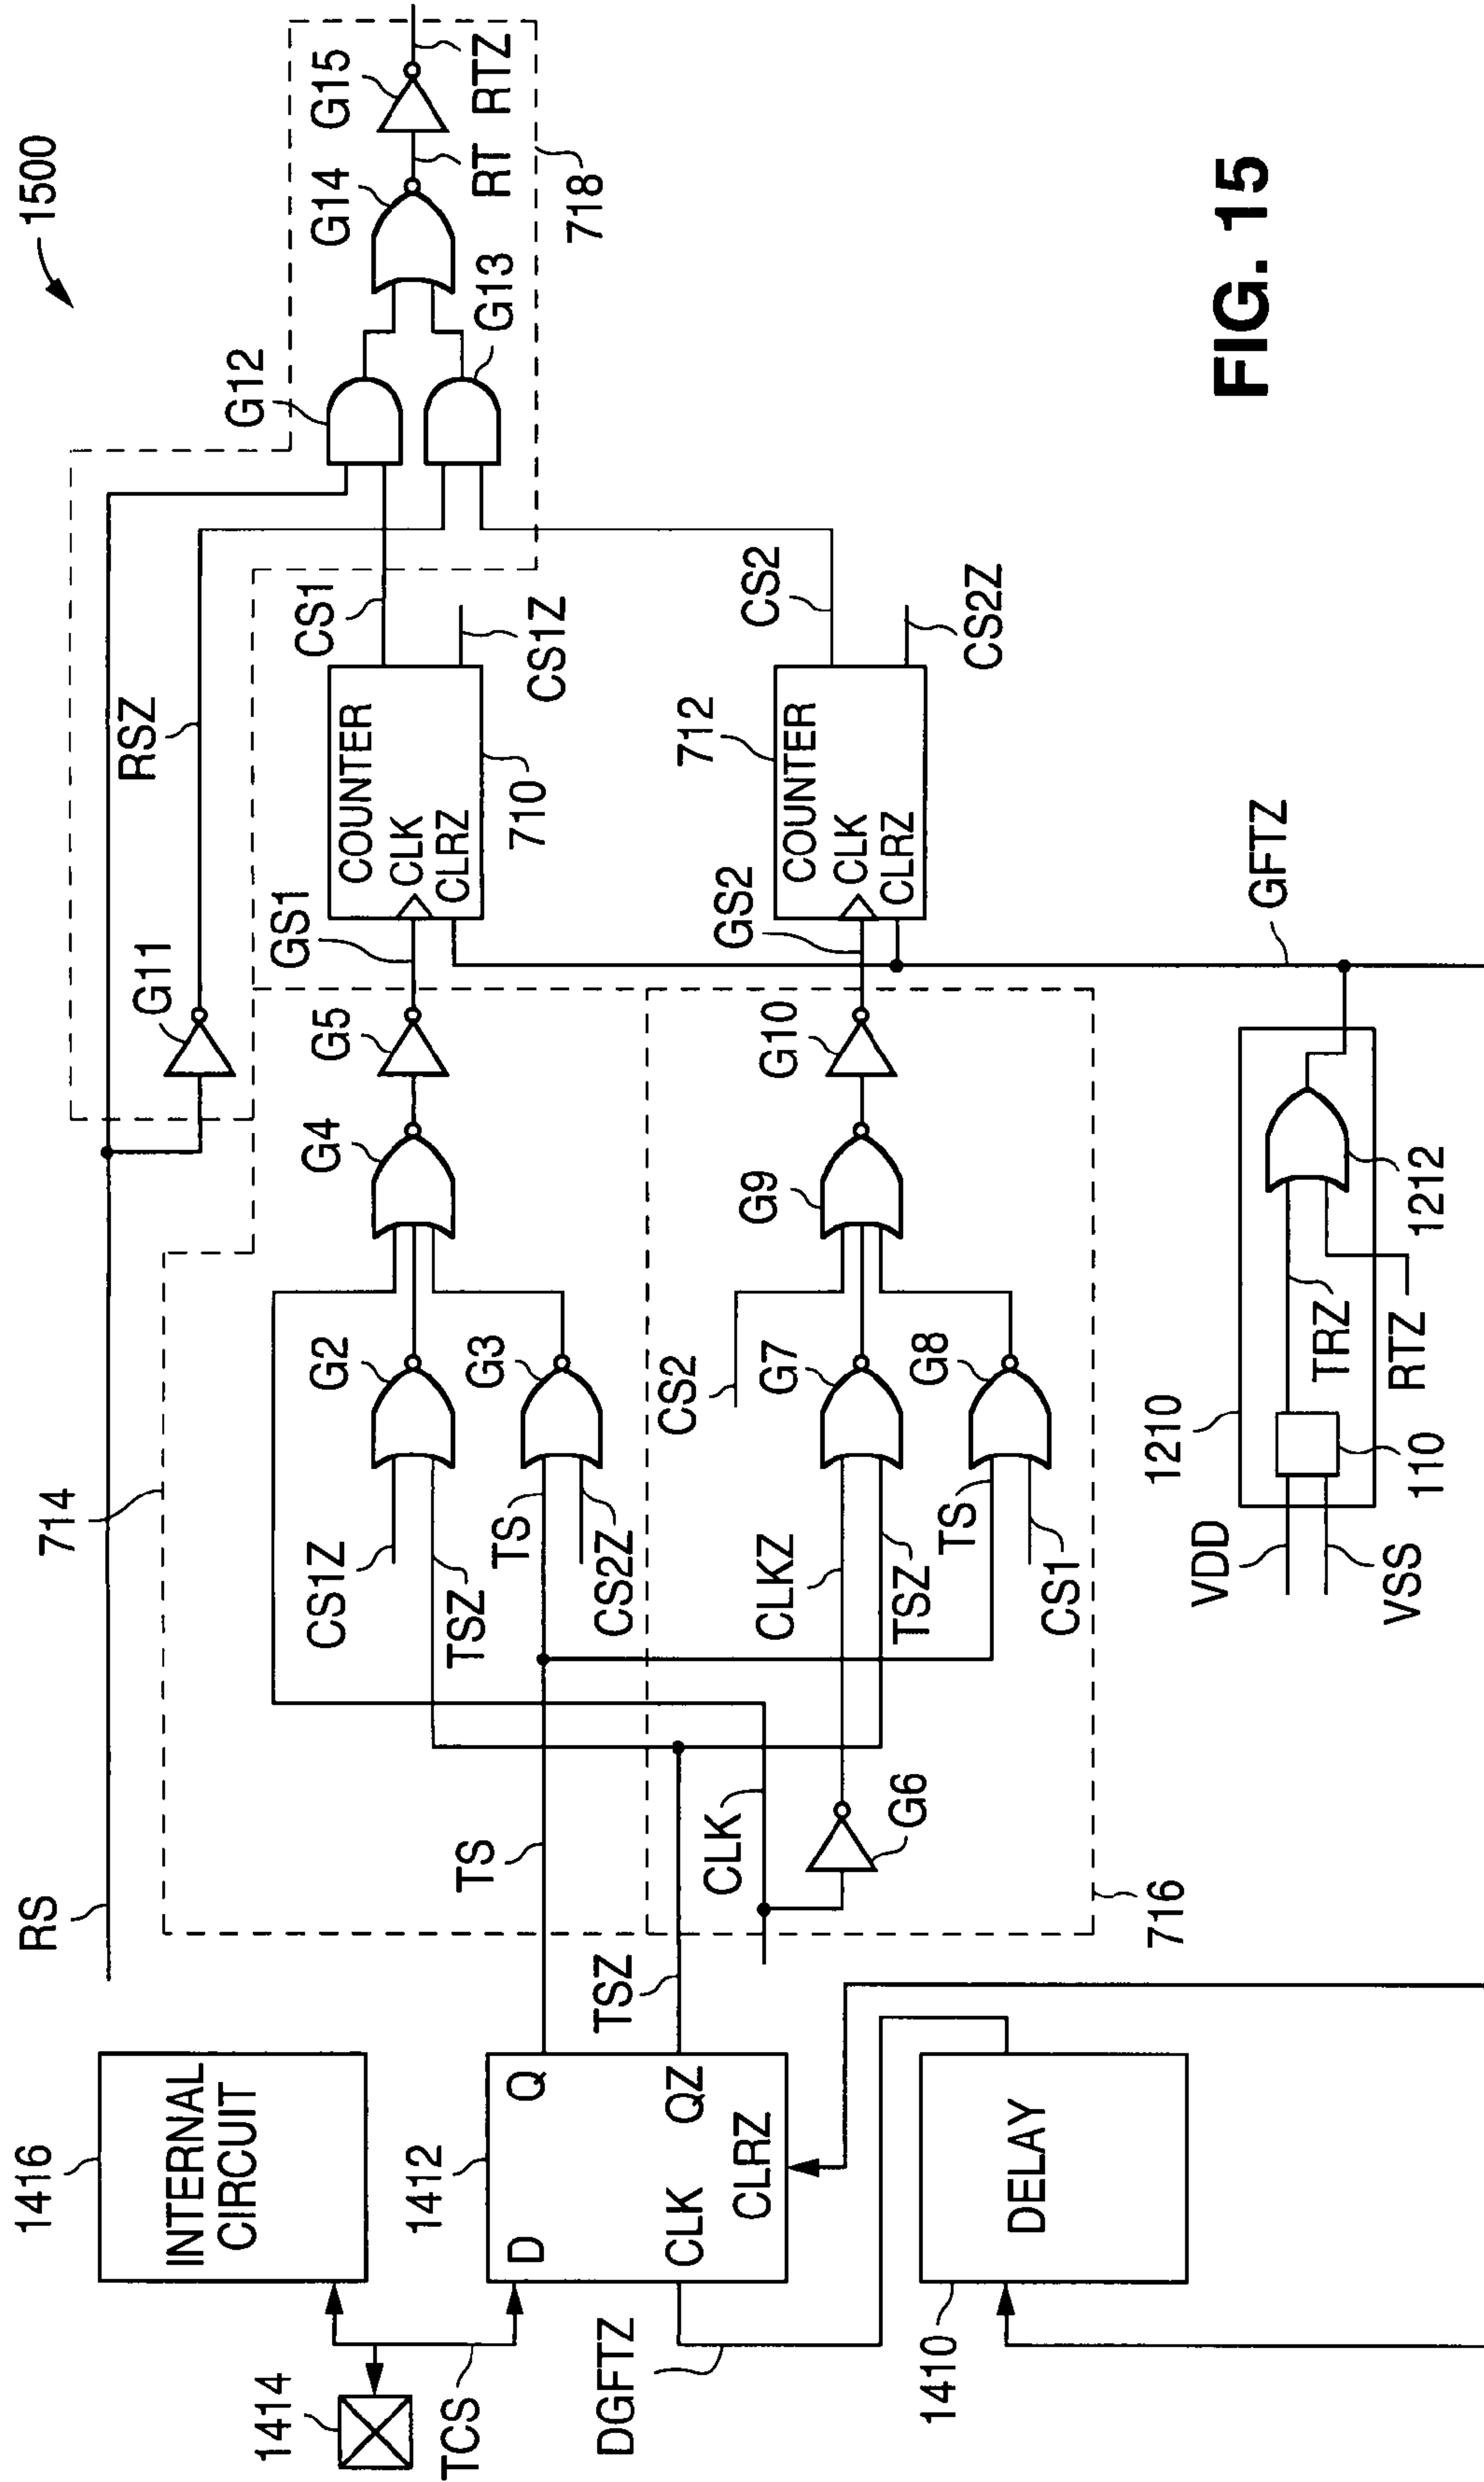 1500
RS
RSZ
G11
714
G12
G15
G14
RT
RTZ
G13
718
1416
INTERNAL
CIRCUIT
1414
TCS
1412
D
Q
CLK
QZ
CLRZ
DGFTZ
1410
DELAY
TS
TSZ
CLK
G6
716
CS1Z
TSZ
G2
TS
CS2Z
G3
G4
G5
GS1
COUNTER
CLK
CLRZ
710
CS1
CS1Z
CLKZ
TSZ
CS2
G7
TS
CS1
G8
G9
G10
GS2
COUNTER
CLK
CLRZ
712
CS2
CS2Z
GFTZ
VDD
VSS
1210
110
TRZ
RTZ
1212
FIG. 15